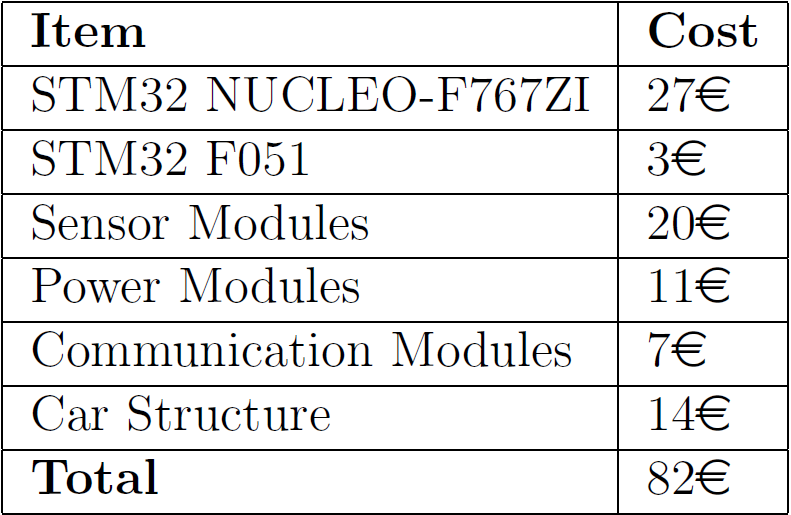 Item Cost
STM32 NUCLEO-F767ZI 27€
STM32 F051 3€
Sensor Modules 20€
Power Modules 11€
Communication Modules 7€
Car Structure 14€
Total 82€